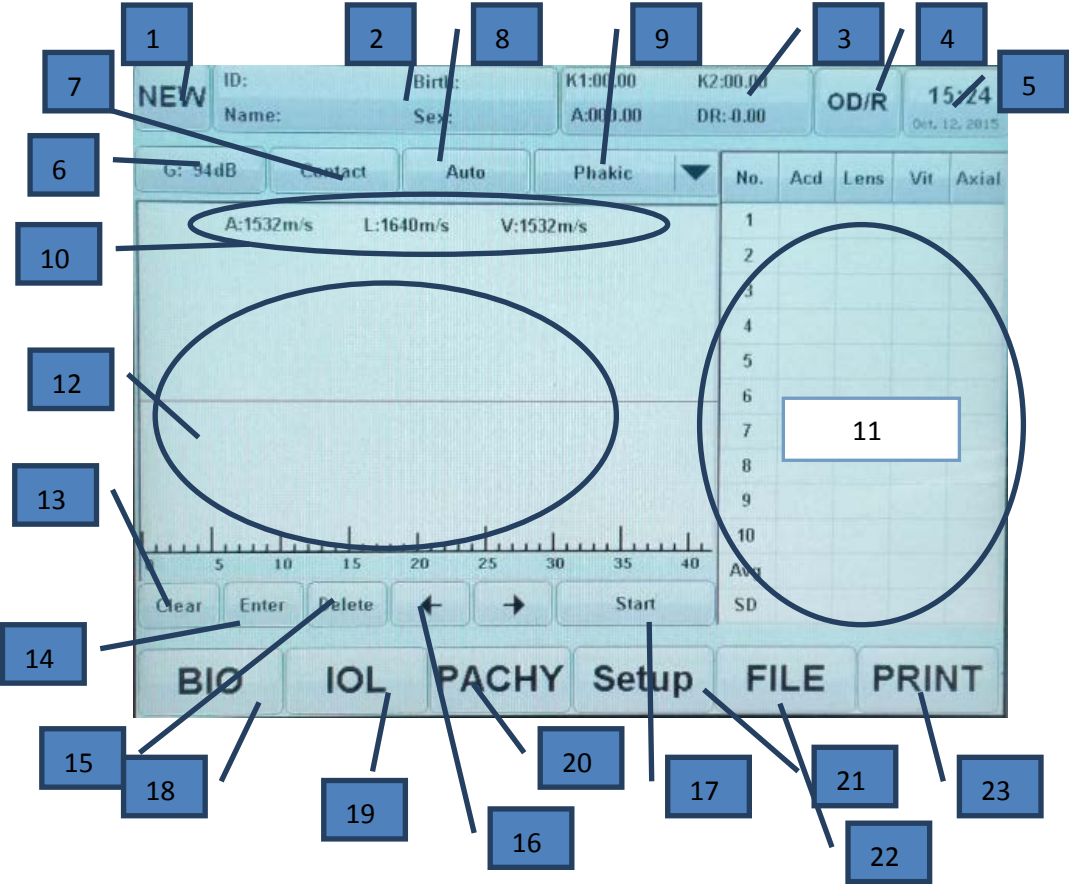 1 2 8 9 3 4
7 5
NEW ID: Birth: K1:00.00 K2:00.00 OD/R 15:24
Name: Sex: A:000.00 DR:-0.00 Oct. 12, 2015
6 G: 94dB Contact Auto Phakic No. Acd Lens Vit Axial
A:1532m/s L:1640m/s V:1532m/s 1
10 2
3
4
12 5
6
7 11
8
13 9
10
0 5 10 15 20 25 30 35 40 Avg
Clear Enter Delete ← → Start SD
14
BIO IOL PACHY Setup FILE PRINT
15 20
18 17 21 23
19
16 22